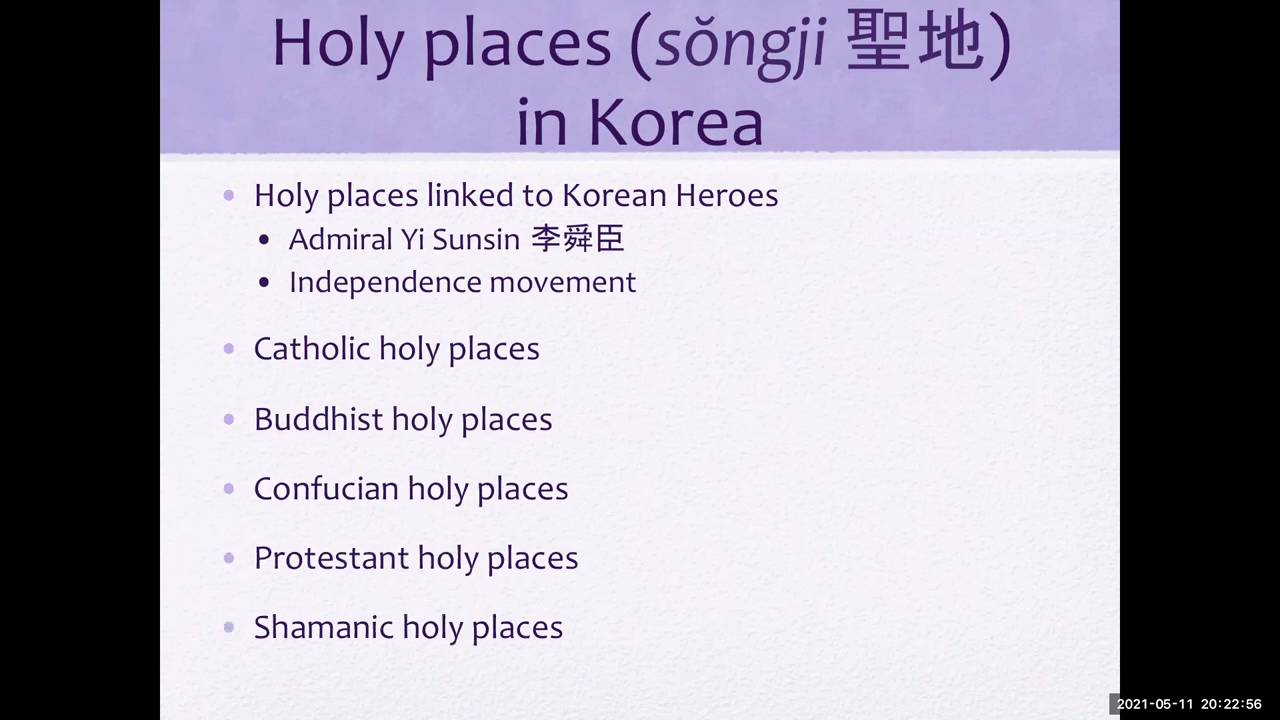 Holy places (sŏngji 聖地)
in Korea
• Holy places linked to Korean Heroes
• Admiral Yi Sunsin 李舜臣
• Independence movement
• Catholic holy places
• Buddhist holy places
• Confucian holy places
• Protestant holy places
• Shamanic holy places
2021-05-11 20:22:56